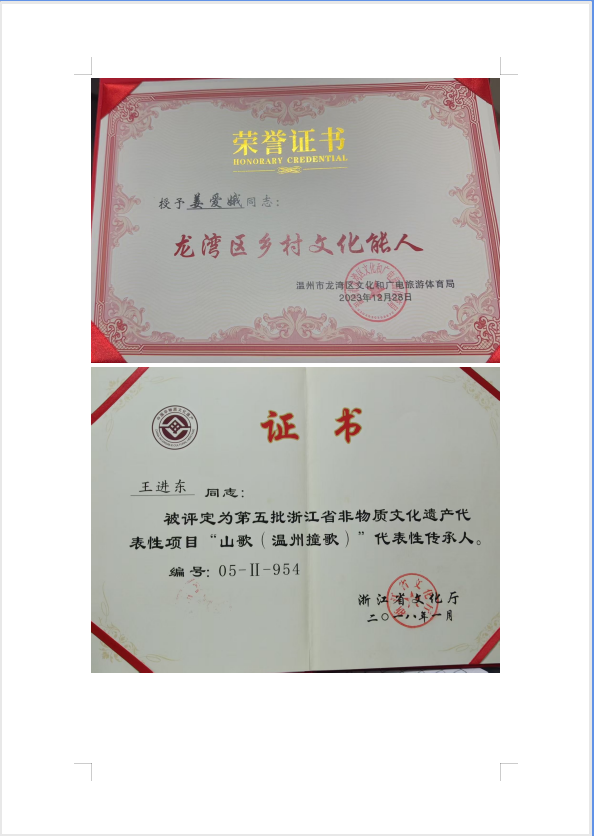 荣誉证书
HONORARY CREDENTIAL
授予姜爱娥同志:
龙湾区乡村文化能人
温州市龙湾区文化和广电旅游体育局
2023年12月28日
证书
王进东 同志:
被评定为第五批浙江省非物质文化遗产代
表性项目“山歌(温州撞歌)”代表性传承人。
编号: 05-II-954
浙江省文化厅
二〇一八年一月